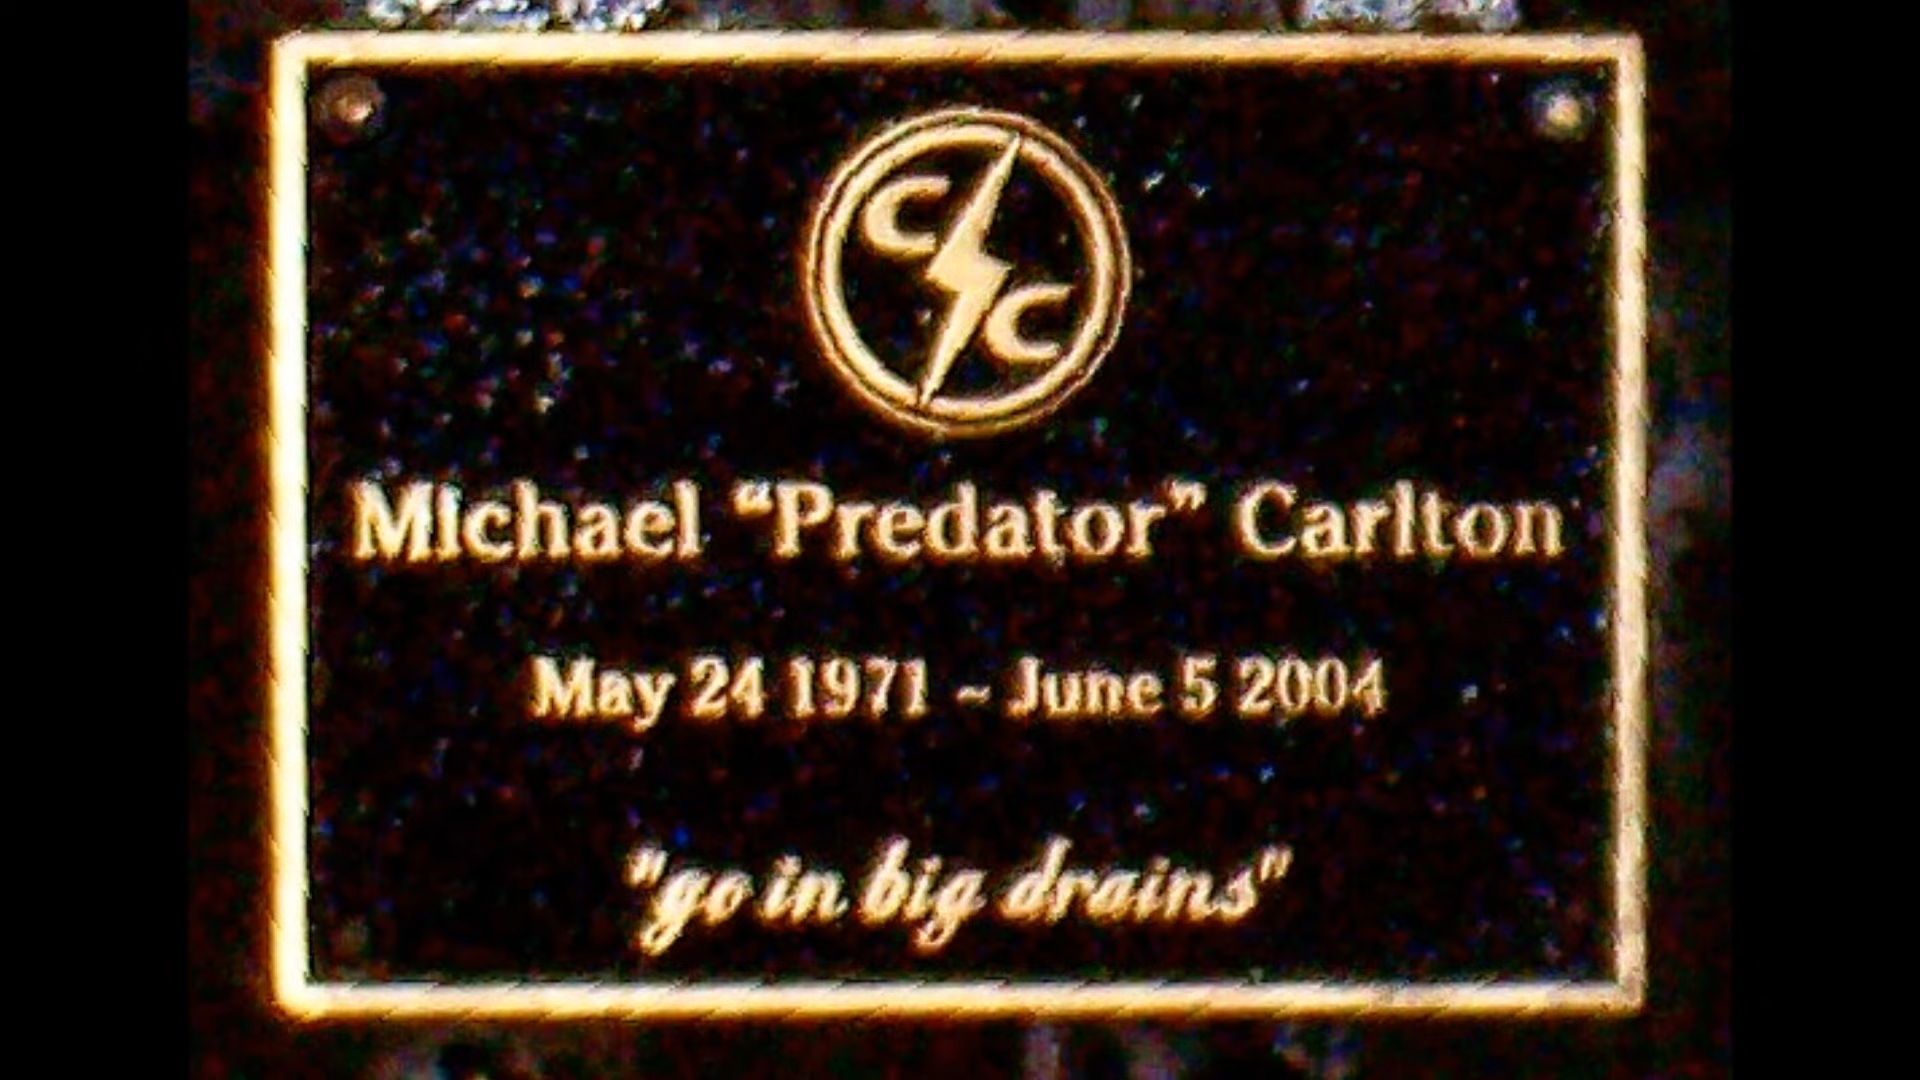 C C
Michael “Predator” Carlton
May 24 1971 ~ June 5 2004
"go in big drains"